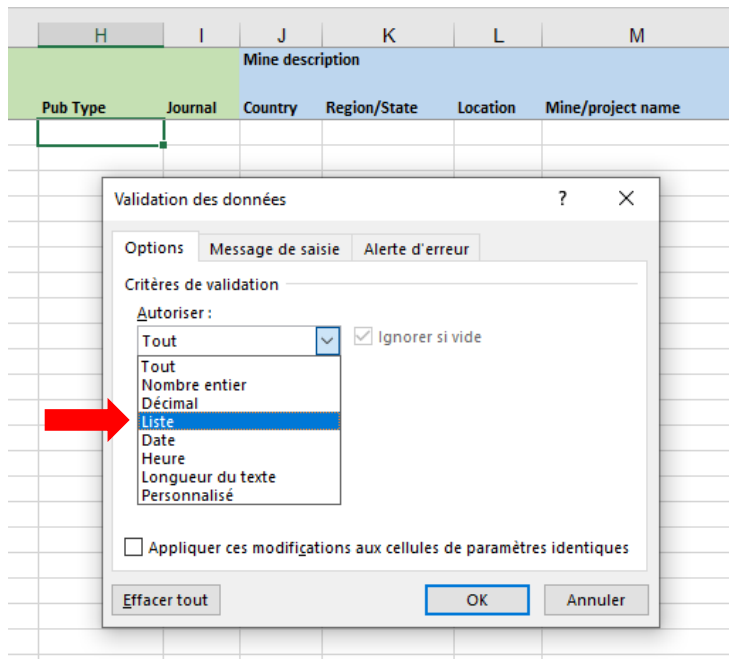 H I J K L M
Mine description
Pub Type Journal Country Region/State Location Mine/project name
Validation des données ?
Options Message de saisie Alerte d'erreur
Critères de validation
Autoriser :
Tout Ignorer si vide
Tout
Nombre entier
Décimal
Liste
Date
Heure
Longueur du texte
Personnalisé
Appliquer ces modifications aux cellules de paramètres identiques
Effacer tout OK Annuler